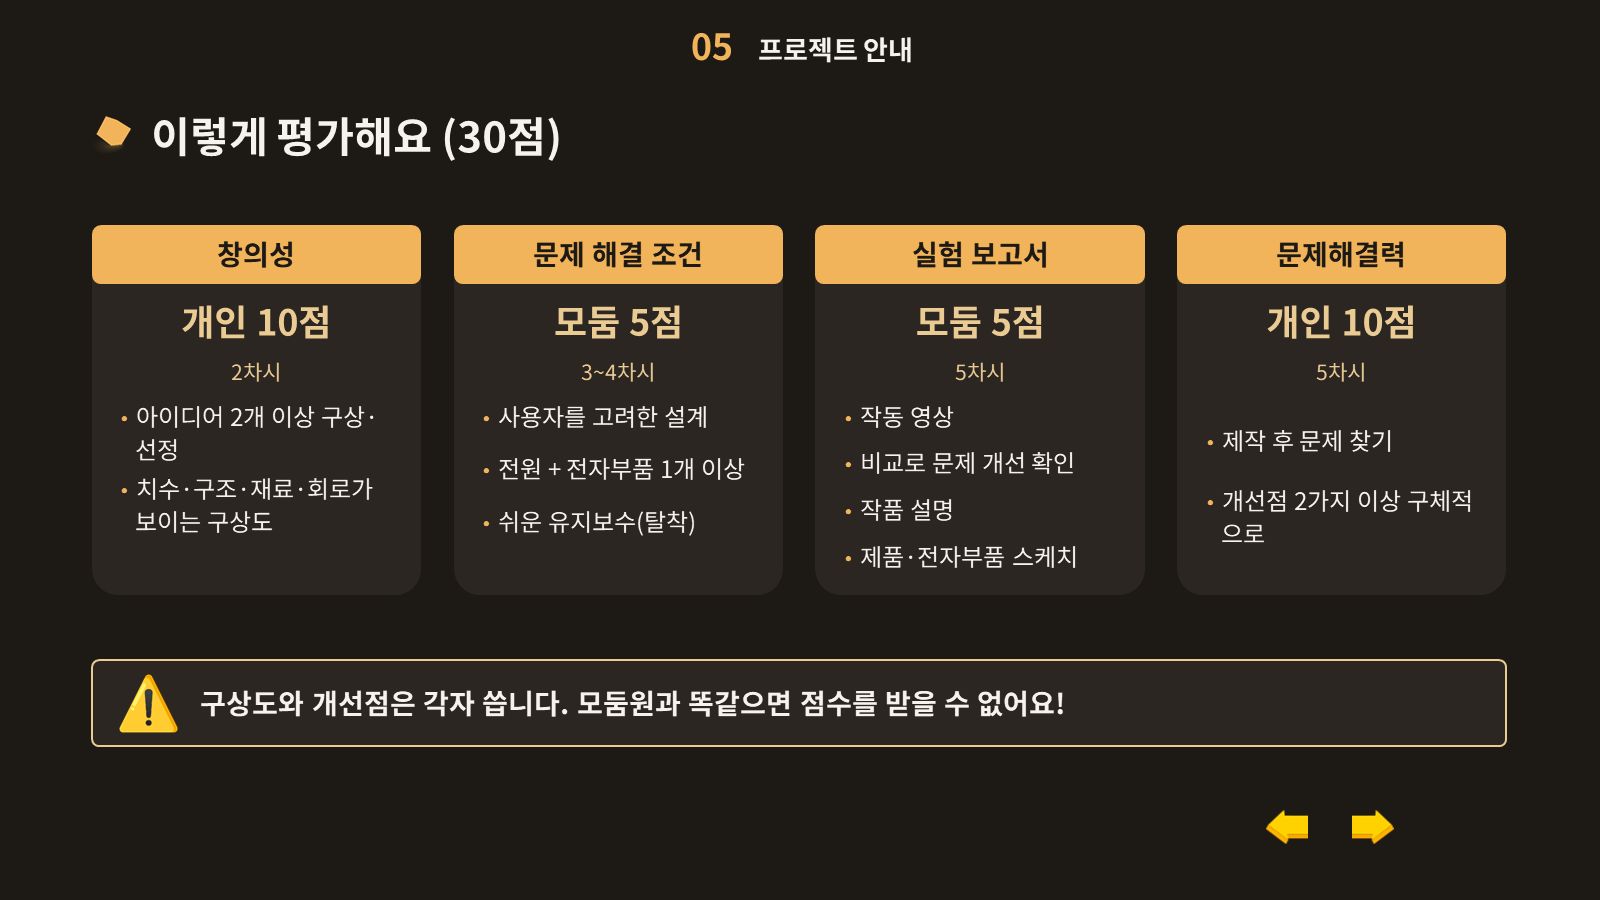 05 프로젝트 안내
이렇게 평가해요 (30점)
창의성
개인 10점
2차시
• 아이디어 2개 이상 구상·
선정
• 치수·구조·재료·회로가
보이는 구상도
문제 해결 조건
모둠 5점
3~4차시
• 사용자를 고려한 설계
• 전원 + 전자부품 1개 이상
• 쉬운 유지보수(탈착)
실험 보고서
모둠 5점
5차시
• 작동 영상
• 비교로 문제 개선 확인
• 작품 설명
• 제품·전자부품 스케치
문제해결력
개인 10점
5차시
• 제작 후 문제 찾기
• 개선점 2가지 이상 구체적
으로
구상도와 개선점은 각자 씁니다. 모둠원과 똑같으면 점수를 받을 수 없어요!